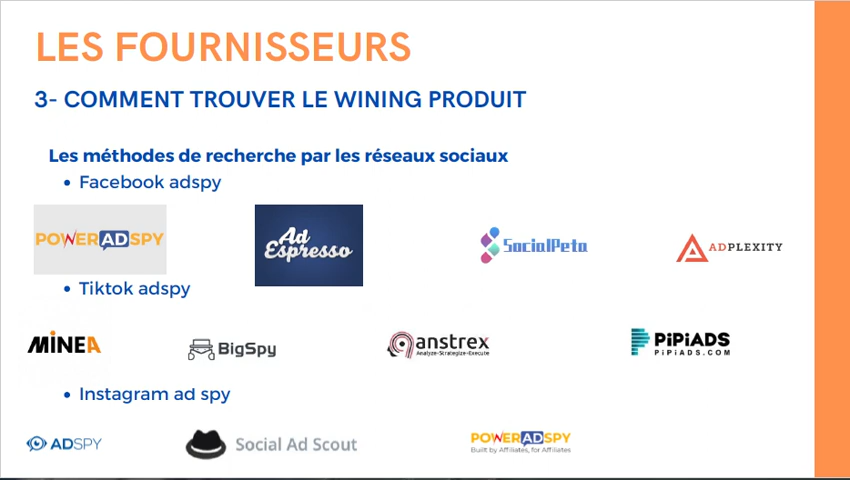 LES FOURNISSEURS
3- COMMENT TROUVER LE WINING PRODUIT
Les méthodes de recherche par les réseaux sociaux
• Facebook adspy
POWERADSPY
Ad Espresso
SocialPeta
ADPLEXITY
• Tiktok adspy
MINEA
BigSpy
anstrex
Analyze-Strategize-Execute
PiPiADS
PiPiADS.COM
• Instagram ad spy
ADSPY
Social Ad Scout
POWERADSPY
Built by Affiliates, for Affiliates